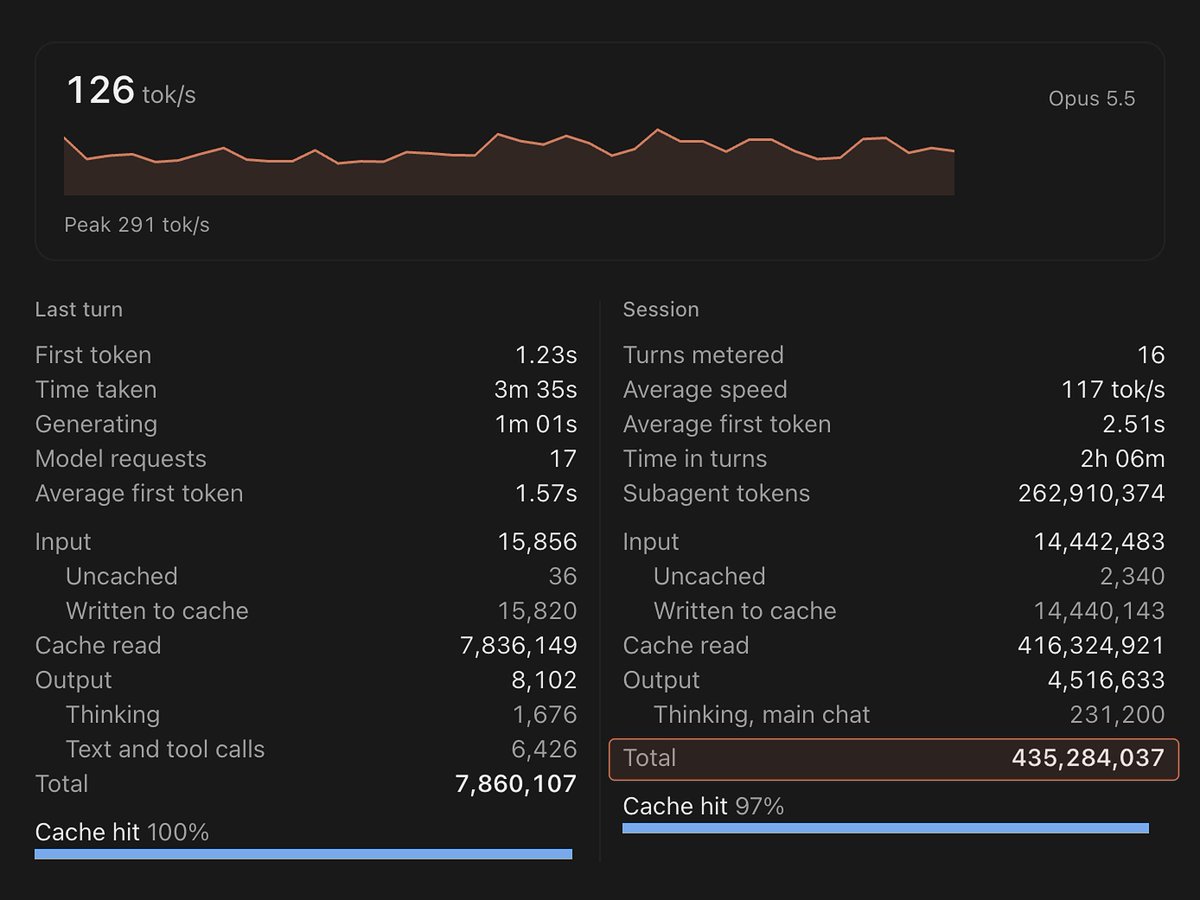 126 tok/s
Opus 5.5
Peak 291 tok/s
Last turn
First token 1.23s
Time taken 3m 35s
Generating 1m 01s
Model requests 17
Average first token 1.57s
Input 15,856
Uncached 36
Written to cache 15,820
Cache read 7,836,149
Output 8,102
Thinking 1,676
Text and tool calls 6,426
Total 7,860,107
Cache hit 100%
Session
Turns metered 16
Average speed 117 tok/s
Average first token 2.51s
Time in turns 2h 06m
Subagent tokens 262,910,374
Input 14,442,483
Uncached 2,340
Written to cache 14,440,143
Cache read 416,324,921
Output 4,516,633
Thinking, main chat 231,200
Total 435,284,037
Cache hit 97%